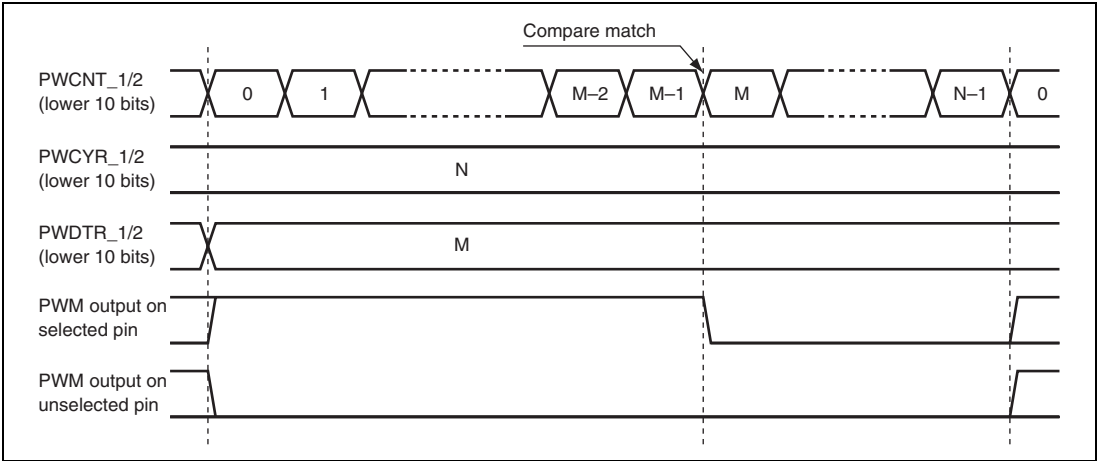 Compare match
PWCNT_1/2
(lower 10 bits)
0 1 M–2 M–1 M N–1 0
PWCYR_1/2
(lower 10 bits)
N
PWDTR_1/2
(lower 10 bits)
M
PWM output on
selected pin
PWM output on
unselected pin